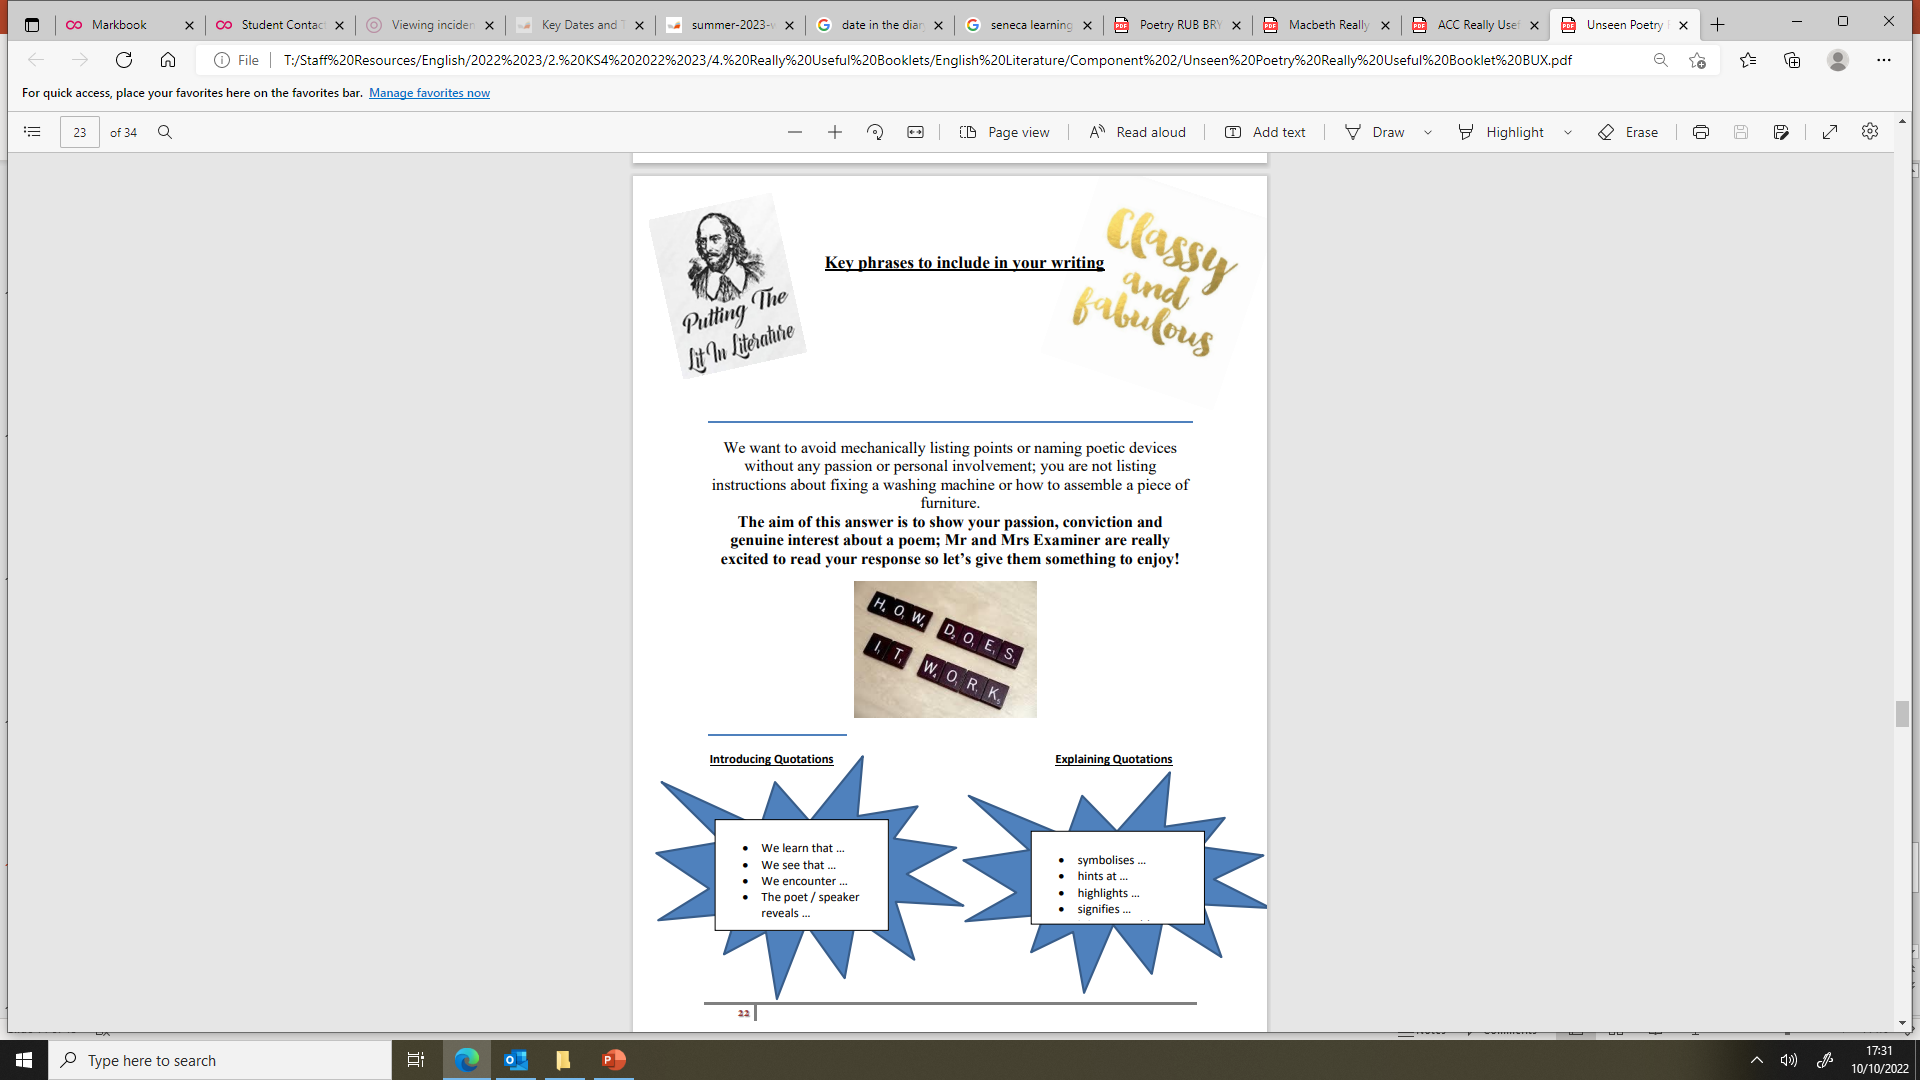 Markbook
Student Contac
Viewing inciden
Key Dates and T
summer-2023-v
date in the diar
seneca learning
Poetry RUB BRY
Macbeth Really
ACC Really Usef
Unseen Poetry
File
T:/Staff%20Resources/English/2022%2023/2.%20KS4%202022%2023/4.%20Really%20Useful%20Booklets/English%20Literature/Component%202/Unseen%20Poetry%20Really%20Useful%20Booklet%20BUX.pdf
For quick access, place your favorites here on the favorites bar. Manage favorites now
23 of 34
Page view
Read aloud
Add text
Draw
Highlight
Erase
Putting The
Lit In Literature
Key phrases to include in your writing
Classy
and
fabulous
We want to avoid mechanically listing points or naming poetic devices
without any passion or personal involvement; you are not listing
instructions about fixing a washing machine or how to assemble a piece of
furniture.
The aim of this answer is to show your passion, conviction and
genuine interest about a poem; Mr and Mrs Examiner are really
excited to read your response so let’s give them something to enjoy!
HOW DOES
IT WORK
Introducing Quotations
• We learn that …
• We see that …
• We encounter …
• The poet / speaker
reveals …
Explaining Quotations
• symbolises …
• hints at …
• highlights …
• signifies …
22
Type here to search
17:31
10/10/2022